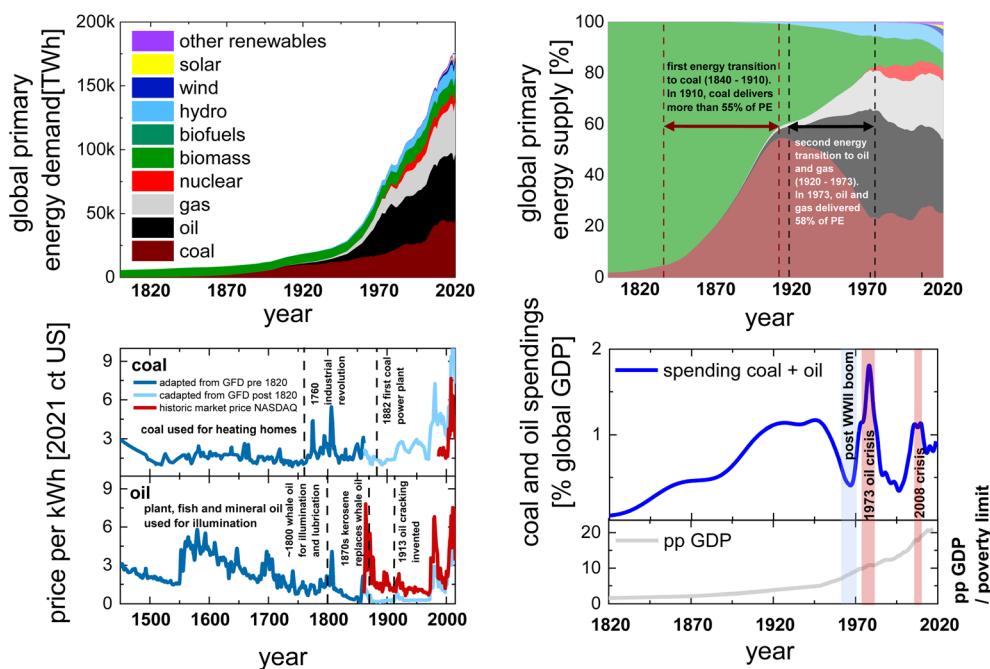 global primary
energy demand[TWh]
200k
150k
100k
50k
0
other renewables
solar
wind
hydro
biofuels
biomass
nuclear
gas
oil
coal
1820
1870
1920
1970
2020
year
global primary
energy supply [%]
100
80
60
40
20
0
first energy transition
to coal (1840 - 1910).
In 1910, coal delivers
more than 55% of PE
second energy
transition to oil
and gas
(1920 - 1973).
In 1973, oil and
gas delivered
58% of PE
1820
1870
1920
1970
2020
year
price per kWh [2021 ct US]
9
6
3
0
coal
adapted from GFD pre 1820
cadapted from GFD post 1820
historic market price NASDAQ
coal used for heating homes
1760
industrial
revolution
1882 first coal
power plant
9
6
3
0
oil
plant, fish and mineral oil
used for illumination
~1800 whale oil
for illumination
and lubrication
1870s kerosene
replaces whale oil
1913 oil cracking
invented
1500
1600
1700
1800
1900
2000
year
coal and oil spendings
[% global GDP]
2
1
0
spending coal + oil
post WWII boom
1973 oil crisis
2008 crisis
20
10
0
pp GDP
pp GDP
/ poverty limit
1820
1870
1920
1970
2020
year